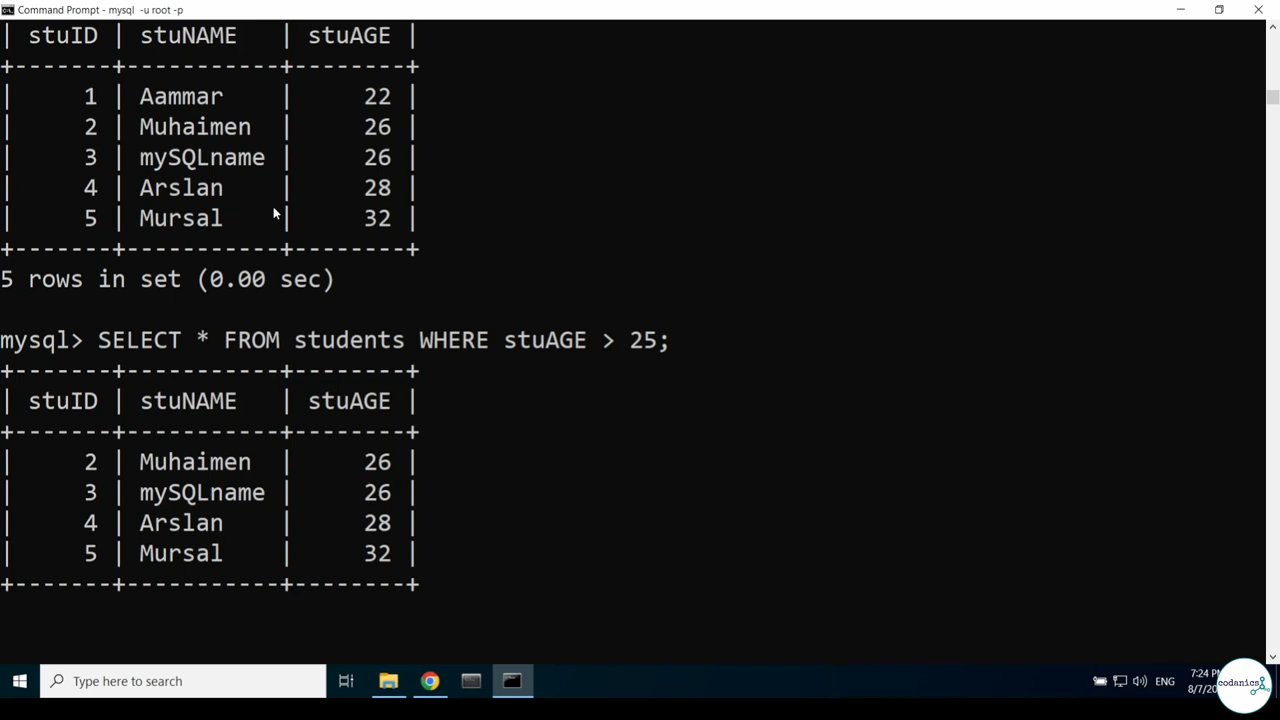 Command Prompt - mysql -u root -p
| stuID | stuNAME   | stuAGE |
+-------+-----------+--------+
|     1 | Aammar    |     22 |
|     2 | Muhaimen  |     26 |
|     3 | mySQLname |     26 |
|     4 | Arslan    |     28 |
|     5 | Mursal    |     32 |
+-------+-----------+--------+
5 rows in set (0.00 sec)
mysql> SELECT * FROM students WHERE stuAGE > 25;
+-------+-----------+--------+
| stuID | stuNAME   | stuAGE |
+-------+-----------+--------+
|     2 | Muhaimen  |     26 |
|     3 | mySQLname |     26 |
|     4 | Arslan    |     28 |
|     5 | Mursal    |     32 |
+-------+-----------+--------+
Type here to search
ENG
7:24
codanics